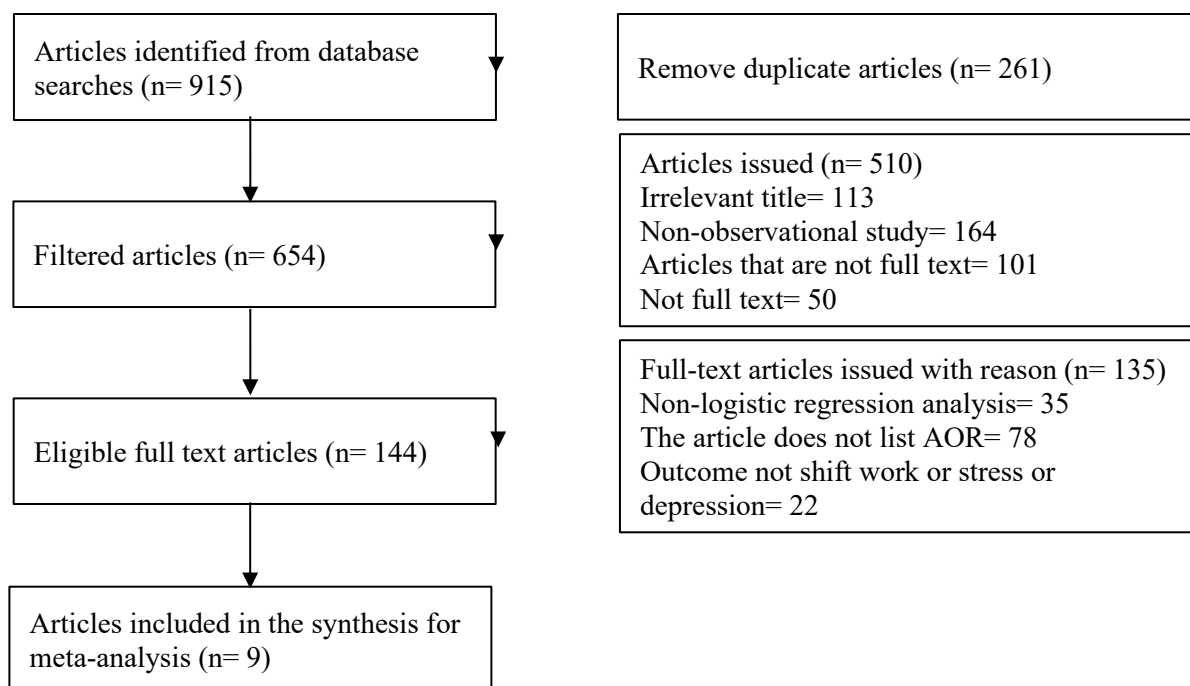 Articles identified from database
searches (n= 915)
Remove duplicate articles (n= 261)
Filtered articles (n= 654)
Articles issued (n= 510)
Irrelevant title= 113
Non-observational study= 164
Articles that are not full text= 101
Not full text= 50
Eligible full text articles (n= 144)
Full-text articles issued with reason (n= 135)
Non-logistic regression analysis= 35
The article does not list AOR= 78
Outcome not shift work or stress or
depression= 22
Articles included in the synthesis for
meta-analysis (n= 9)